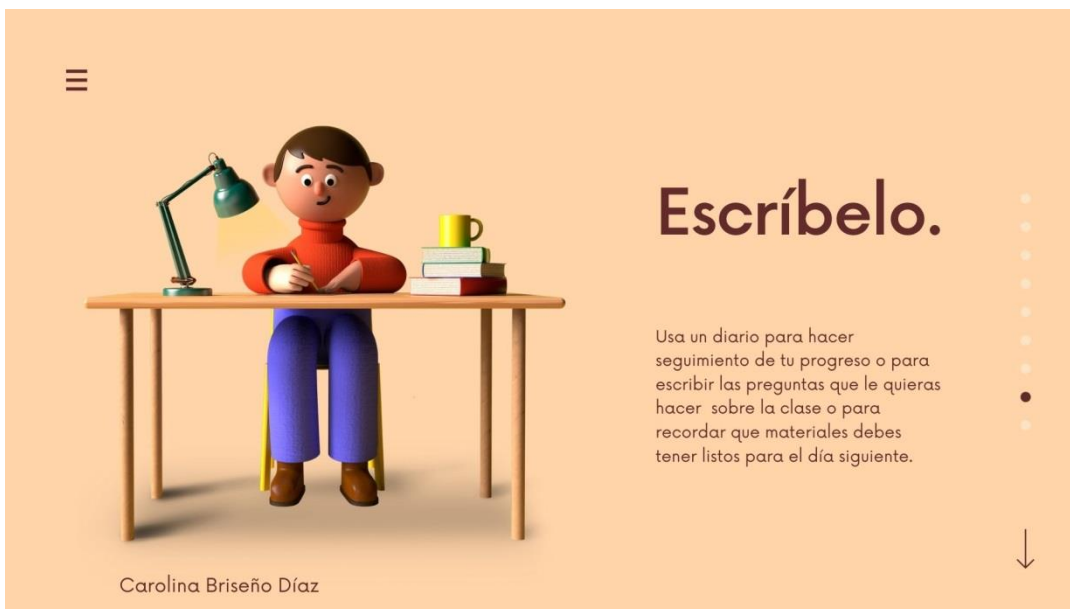 Escríbelo.
Usa un diario para hacer
seguimiento de tu progreso o para
escribir las preguntas que le quieras
hacer  sobre la clase o para
recordar que materiales debes
tener listos para el día siguiente.
Carolina Briseño Díaz